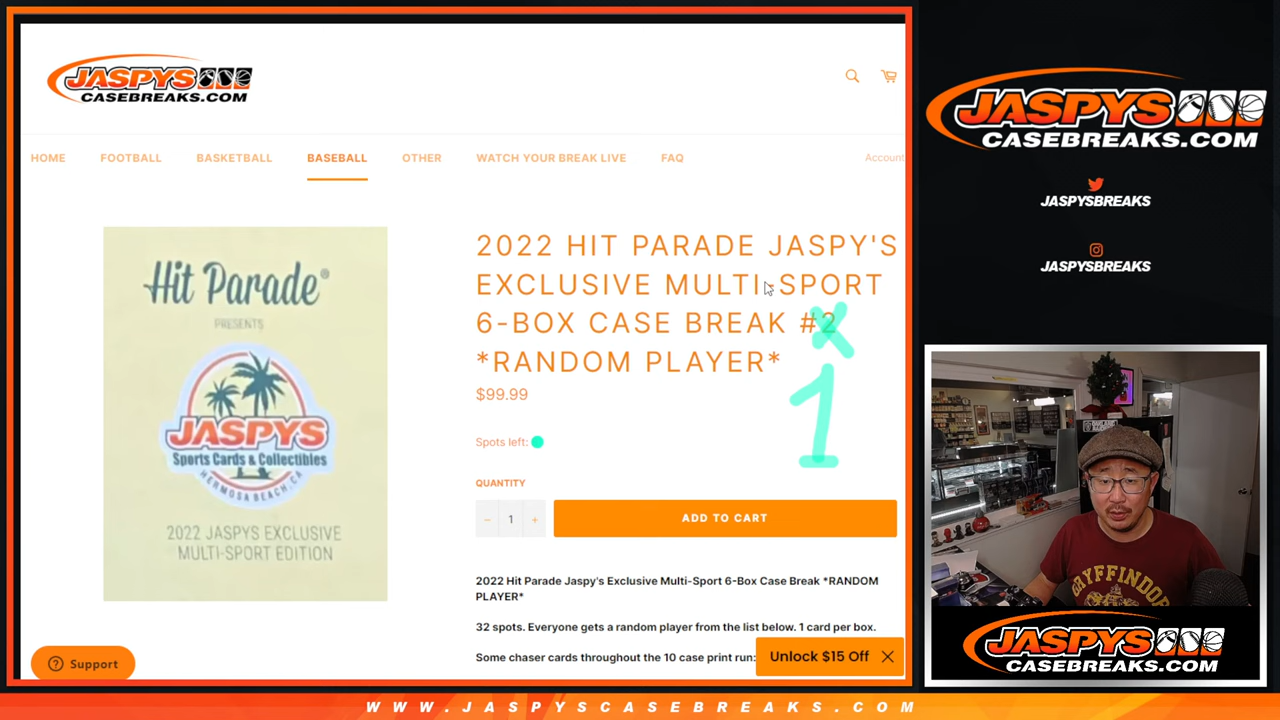 JASPYS
CASEBREAKS.COM
HOME FOOTBALL BASKETBALL BASEBALL OTHER WATCH YOUR BREAK LIVE FAQ Account
Hit Parade®
PRESENTS
JASPYS
Sports Cards & Collectibles
HERMOSA BEACH, CA
2022 JASPYS EXCLUSIVE
MULTI-SPORT EDITION
2022 HIT PARADE JASPY'S
EXCLUSIVE MULTI-SPORT
6-BOX CASE BREAK #2
*RANDOM PLAYER*
x
1
$99.99
Spots left:
QUANTITY
− 1 +
ADD TO CART
2022 Hit Parade Jaspy's Exclusive Multi-Sport 6-Box Case Break *RANDOM
PLAYER*
32 spots. Everyone gets a random player from the list below. 1 card per box.
Some chaser cards throughout the 10 case print run:
Unlock $15 Off
Support
JASPYS
CASEBREAKS.COM
JASPYSBREAKS
JASPYSBREAKS
GRYFFINDOR
JASPYS
CASEBREAKS.COM
WWW.JASPYSCASEBREAKS.COM